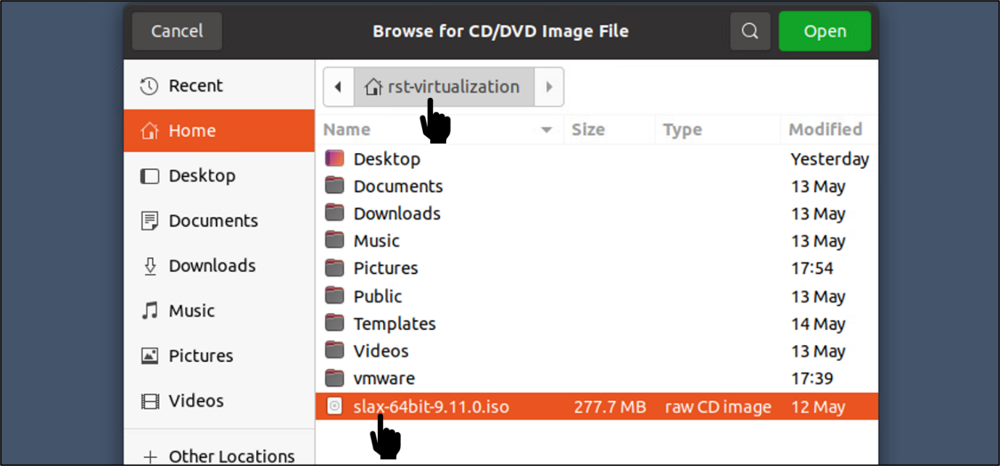 Cancel Browse for CD/DVD Image File Open
Recent
Home
Desktop
Documents
Downloads
Music
Pictures
Videos
Other Locations
rst-virtualization
Name Size Type Modified
Desktop Yesterday
Documents 13 May
Downloads 13 May
Music 13 May
Pictures 17:54
Public 13 May
Templates 14 May
Videos 13 May
vmware 17:39
slax-64bit-9.11.0.iso 277.7 MB raw CD image 12 May